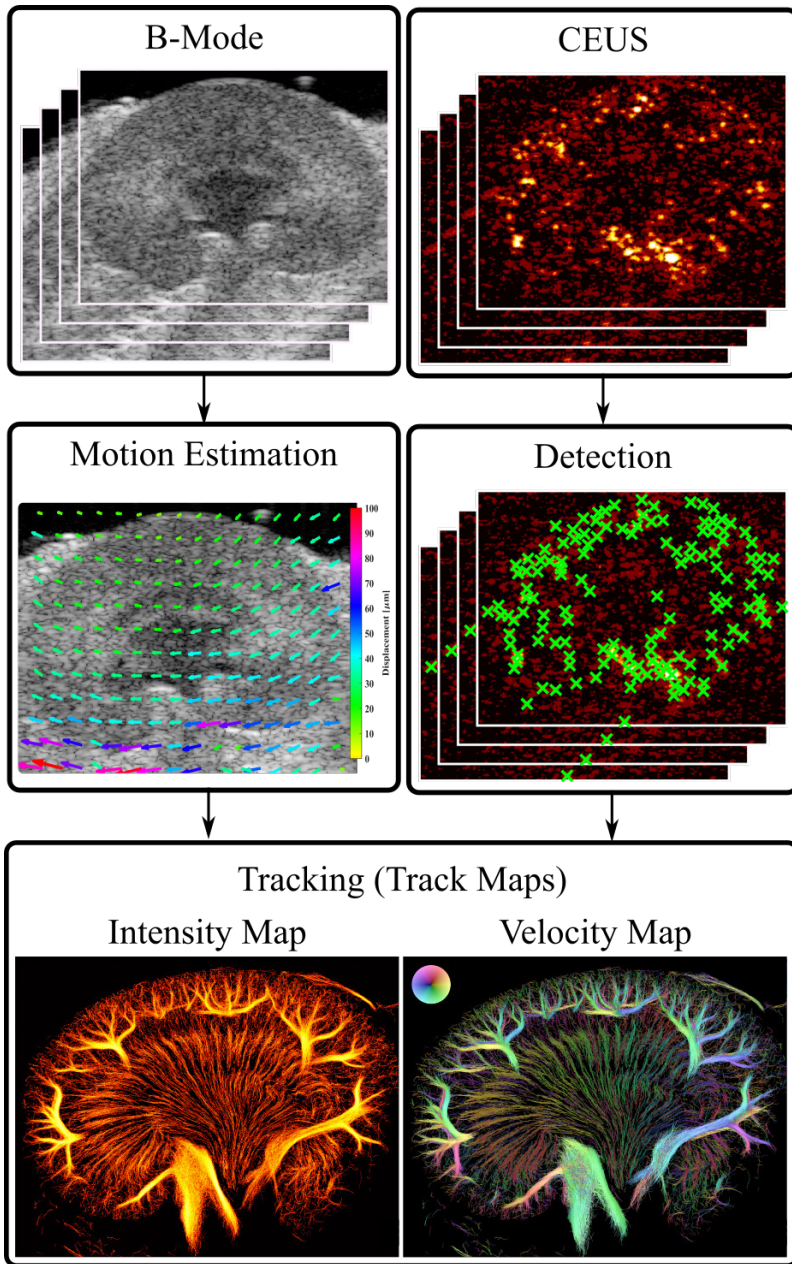 B-Mode
CEUS
Motion Estimation
100
90
80
70
60
50
40
30
20
10
0
Displacement [μm]
Detection
Tracking (Track Maps)
Intensity Map
Velocity Map